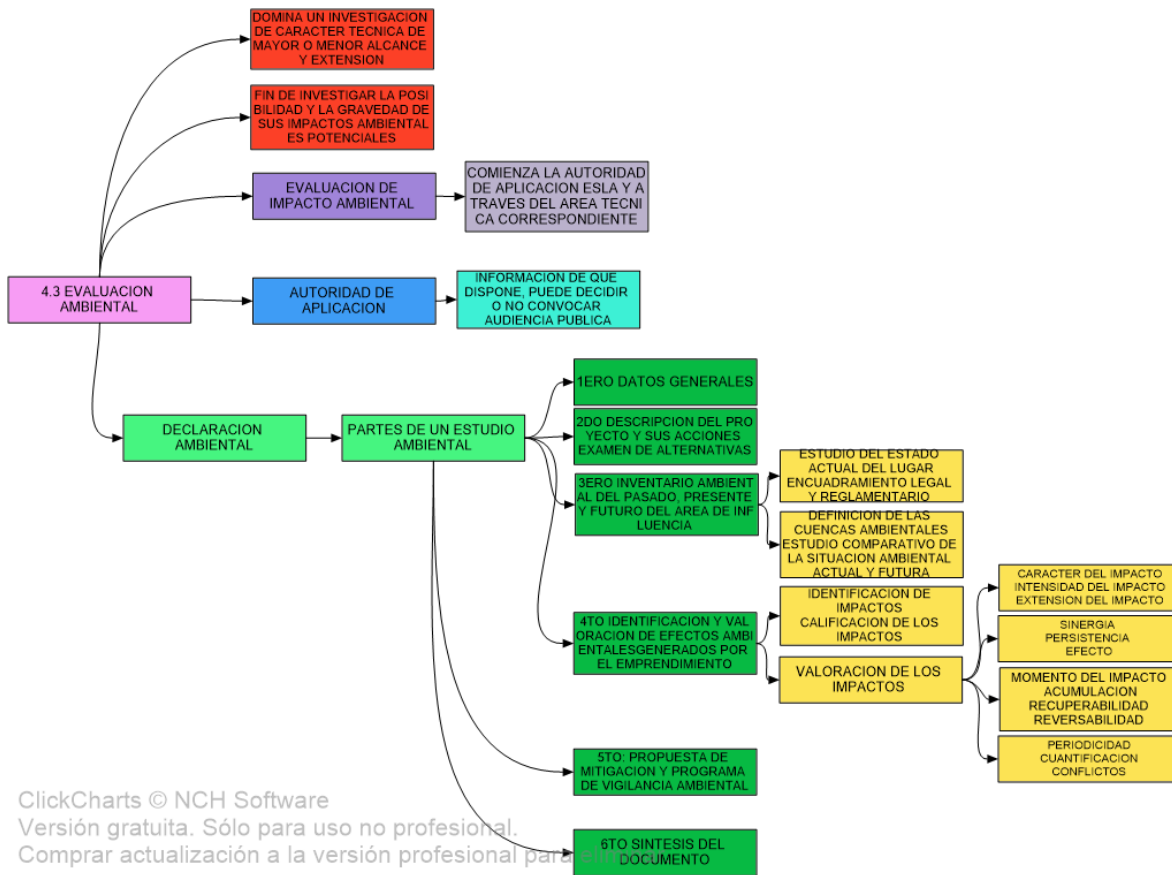 DOMINA UN INVESTIGACION
DE CARACTER TECNICA DE
MAYOR O MENOR ALCANCE
Y EXTENSION
FIN DE INVESTIGAR LA POSI
BILIDAD Y LA GRAVEDAD DE
SUS IMPACTOS AMBIENTAL
ES POTENCIALES
EVALUACION DE
IMPACTO AMBIENTAL
COMIENZA LA AUTORIDAD
DE APLICACION ESLA Y A
TRAVES DEL AREA TECNI
CA CORRESPONDIENTE
4.3 EVALUACION
AMBIENTAL
AUTORIDAD DE
APLICACION
INFORMACION DE QUE
DISPONE, PUEDE DECIDIR
O NO CONVOCAR
AUDIENCIA PUBLICA
DECLARACION
AMBIENTAL
PARTES DE UN ESTUDIO
AMBIENTAL
1ERO DATOS GENERALES
2DO DESCRIPCION DEL PRO
YECTO Y SUS ACCIONES
EXAMEN DE ALTERNATIVAS
3ERO INVENTARIO AMBIENT
AL DEL PASADO, PRESENTE
Y FUTURO DEL AREA DE INF
LUENCIA
ESTUDIO DEL ESTADO
ACTUAL DEL LUGAR
ENCUADRAMIENTO LEGAL
Y REGLAMENTARIO
DEFINICION DE LAS
CUENCAS AMBIENTALES
ESTUDIO COMPARATIVO DE
LA SITUACION AMBIENTAL
ACTUAL Y FUTURA
4TO IDENTIFICACION Y VAL
ORACION DE EFECTOS AMBI
ENTALESGENERADOS POR
EL EMPRENDIMIENTO
IDENTIFICACION DE
IMPACTOS
CALIFICACION DE LOS
IMPACTOS
VALORACION DE LOS
IMPACTOS
CARACTER DEL IMPACTO
INTENSIDAD DEL IMPACTO
EXTENSION DEL IMPACTO
SINERGIA
PERSISTENCIA
EFECTO
MOMENTO DEL IMPACTO
ACUMULACION
RECUPERABILIDAD
REVERSABILIDAD
PERIODICIDAD
CUANTIFICACION
CONFLICTOS
5TO: PROPUESTA DE
MITIGACION Y PROGRAMA
DE VIGILANCIA AMBIENTAL
6TO SINTESIS DEL
DOCUMENTO
ClickCharts © NCH Software
Versión gratuita. Sólo para uso no profesional.
Comprar actualización a la versión profesional para